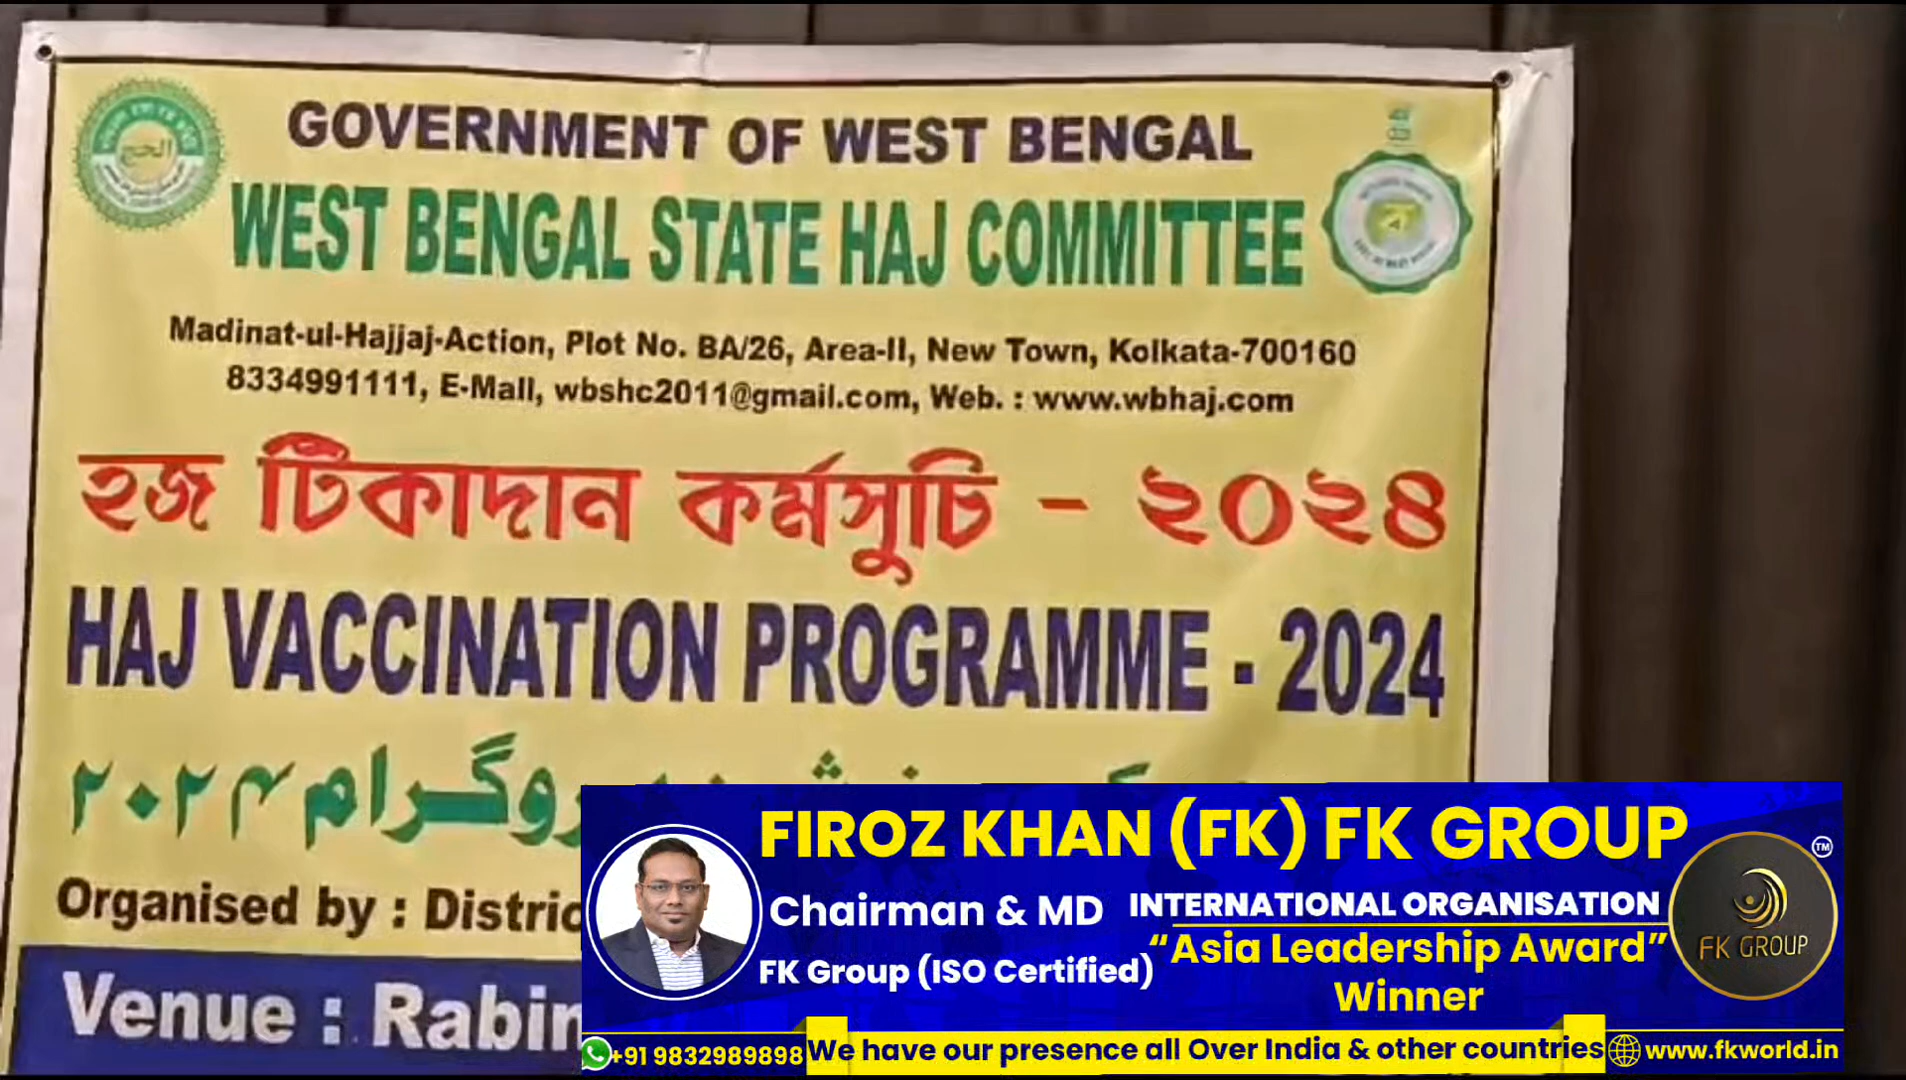 GOVERNMENT OF WEST BENGAL
WEST BENGAL STATE HAJ COMMITTEE
Madinat-ul-Hajjaj-Action, Plot No. BA/26, Area-II, New Town, Kolkata-700160
8334991111, E-Mall, wbshc2011@gmail.com, Web. : www.wbhaj.com
হজ টিকাদান কর্মসুচি - ২০২৪
HAJ VACCINATION PROGRAMME - 2024
روگرام ۲۰۲۴
Organised by : Distric
Venue : Rabin
FIROZ KHAN (FK) FK GROUP
Chairman & MD
FK Group (ISO Certified)
INTERNATIONAL ORGANISATION
“Asia Leadership Award”
Winner
FK GROUP
TM
+91 9832989898
We have our presence all Over India & other countries
www.fkworld.in